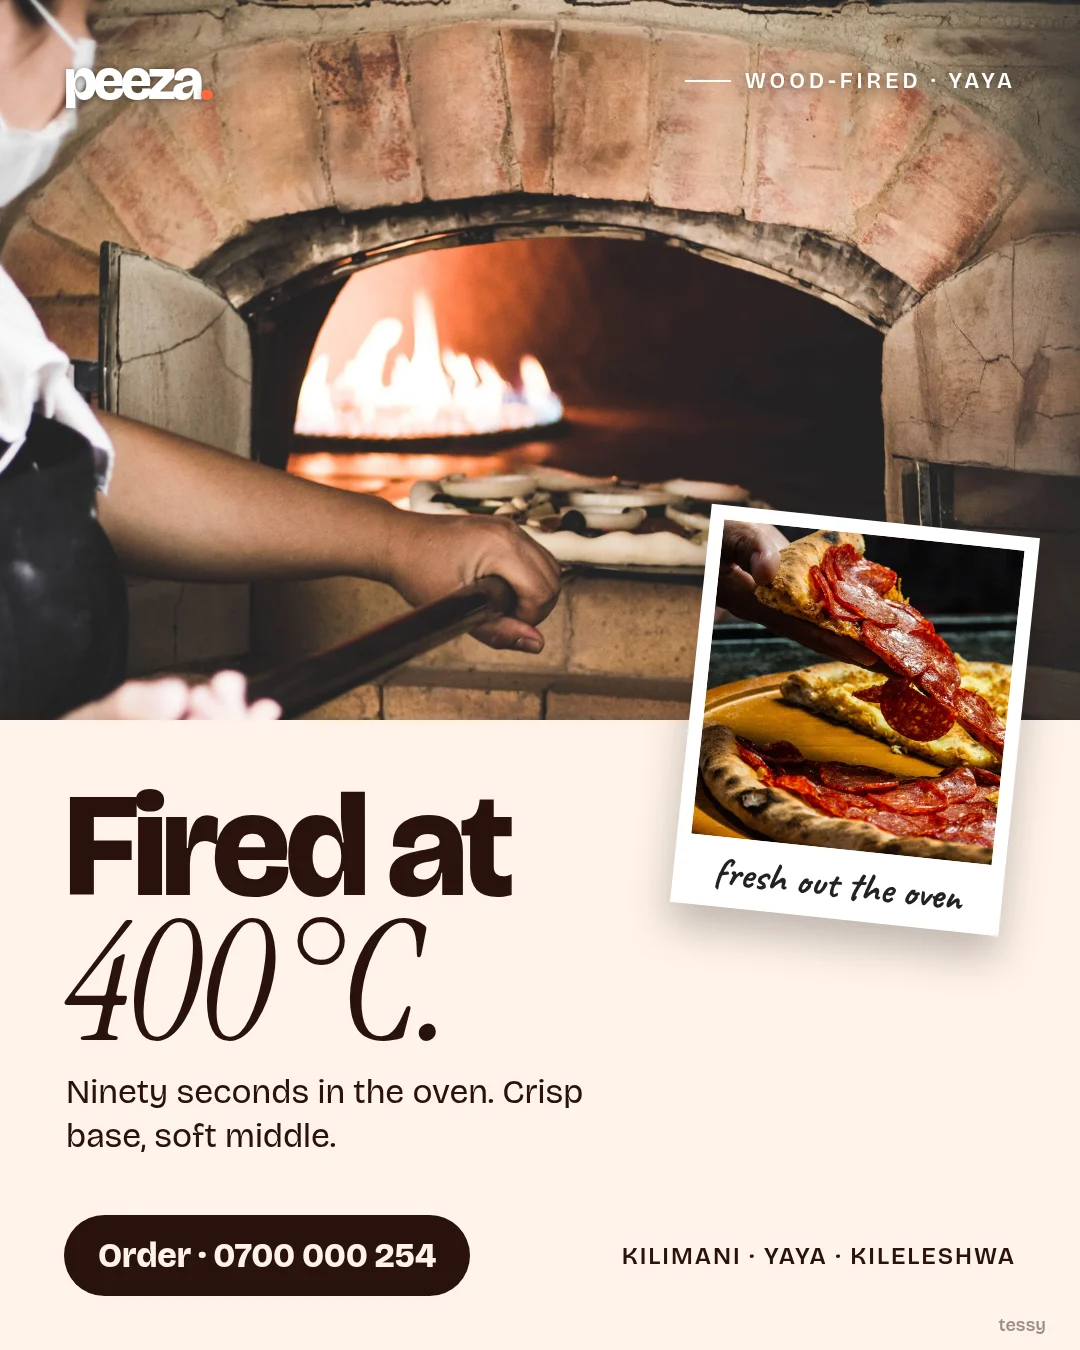 peeza.
WOOD-FIRED · YAYA
fresh out the oven
Fired at
400°C.
Ninety seconds in the oven. Crisp
base, soft middle.
Order · 0700 000 254
KILIMANI · YAYA · KILELESHWA
tessy